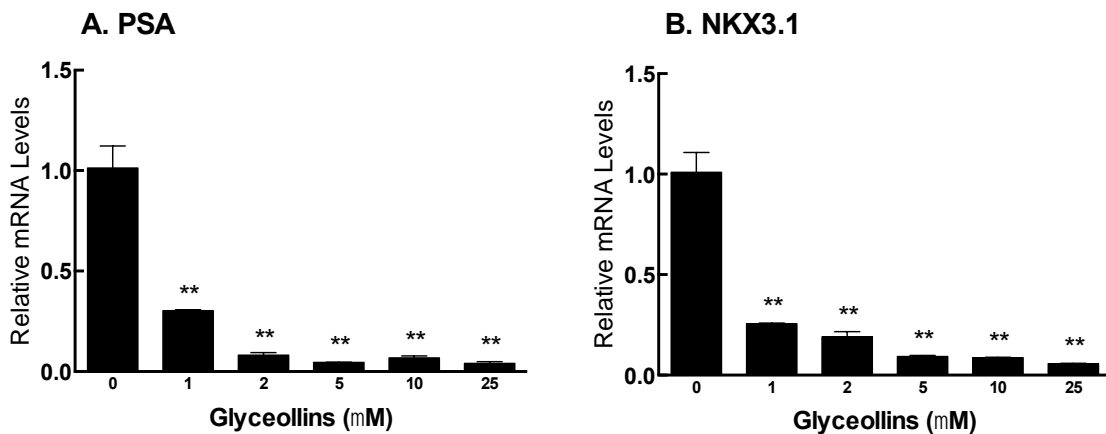 A. PSA
Relative mRNA Levels
1.5
1.0
0.5
0.0
**
**
**
**
**
0 1 2 5 10 25
Glyceollins (mM)
B. NKX3.1
Relative mRNA Levels
1.5
1.0
0.5
0.0
**
**
**
**
**
0 1 2 5 10 25
Glyceollins (mM)